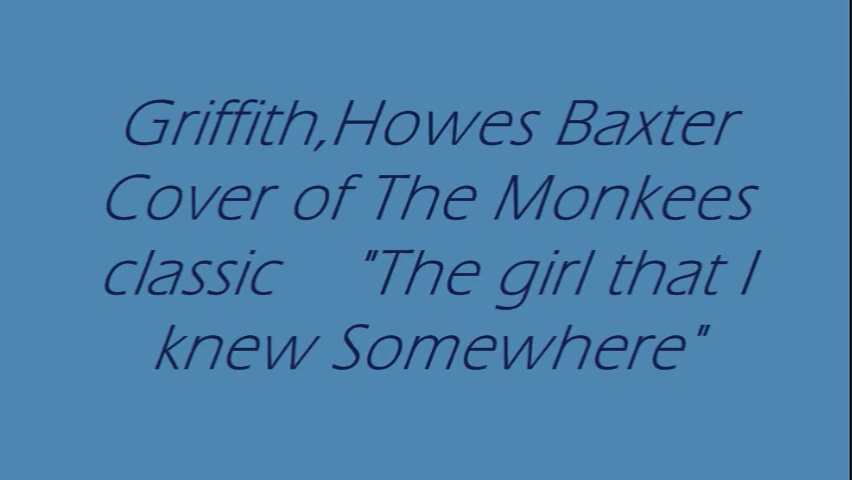 Griffith,Howes Baxter
Cover of The Monkees
classic "The girl that I
knew Somewhere"